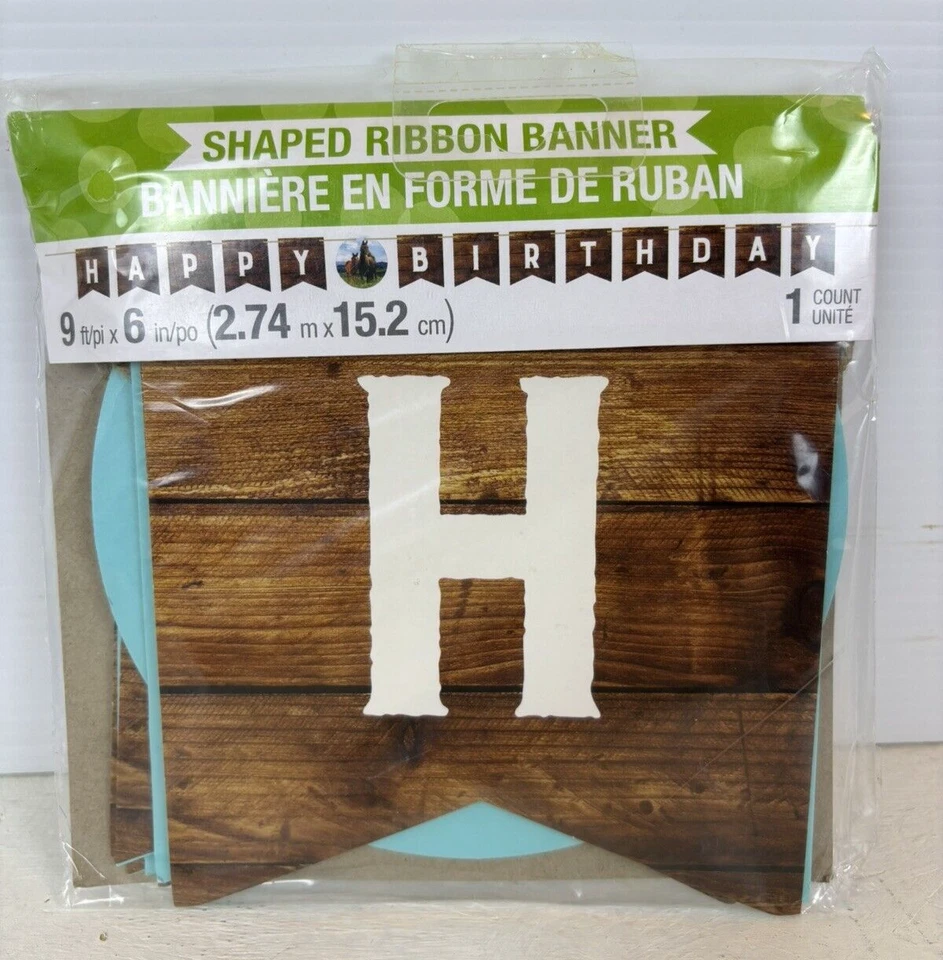 SHAPED RIBBON BANNER
BANNIÈRE EN FORME DE RUBAN
HAPPY BIRTHDAY
9 ft/pi x 6 in/po (2.74 m x 15.2 cm)
1 COUNT
UNITÉ
H